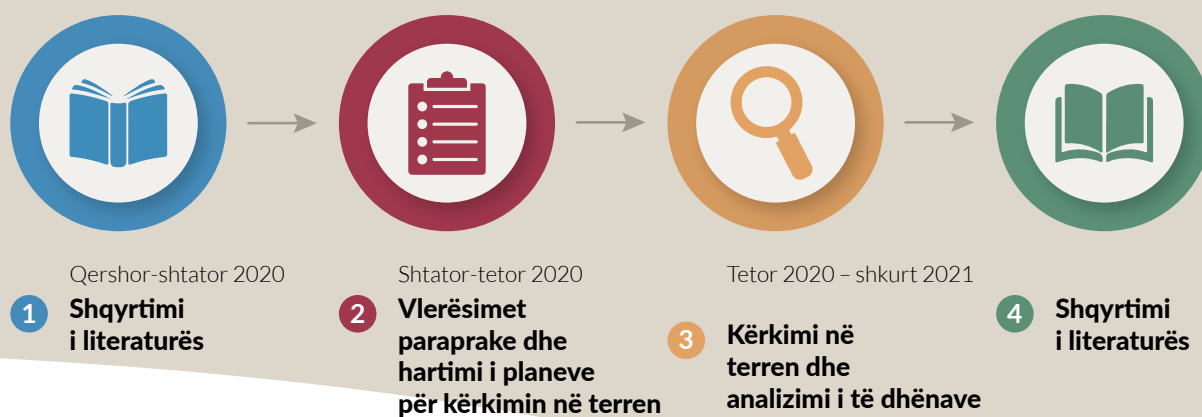 Qershor-shtator 2020
1
Shqyrtimi
i literaturës
Shtator-tetor 2020
2
Vlerësimet
paraprake dhe
hartimi i planeve
për kërkimin në terren
Tetor 2020 – shkurt 2021
3
Kërkimi në
terren dhe
analizimi i të dhënave
4
Shqyrtimi
i literaturës